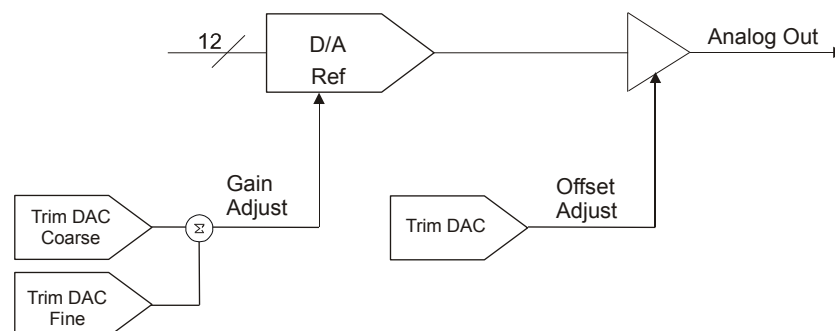 12
D/A
Ref
Analog Out
Gain
Adjust
Offset
Adjust
Trim DAC
Coarse
Σ
Trim DAC
Trim DAC
Fine